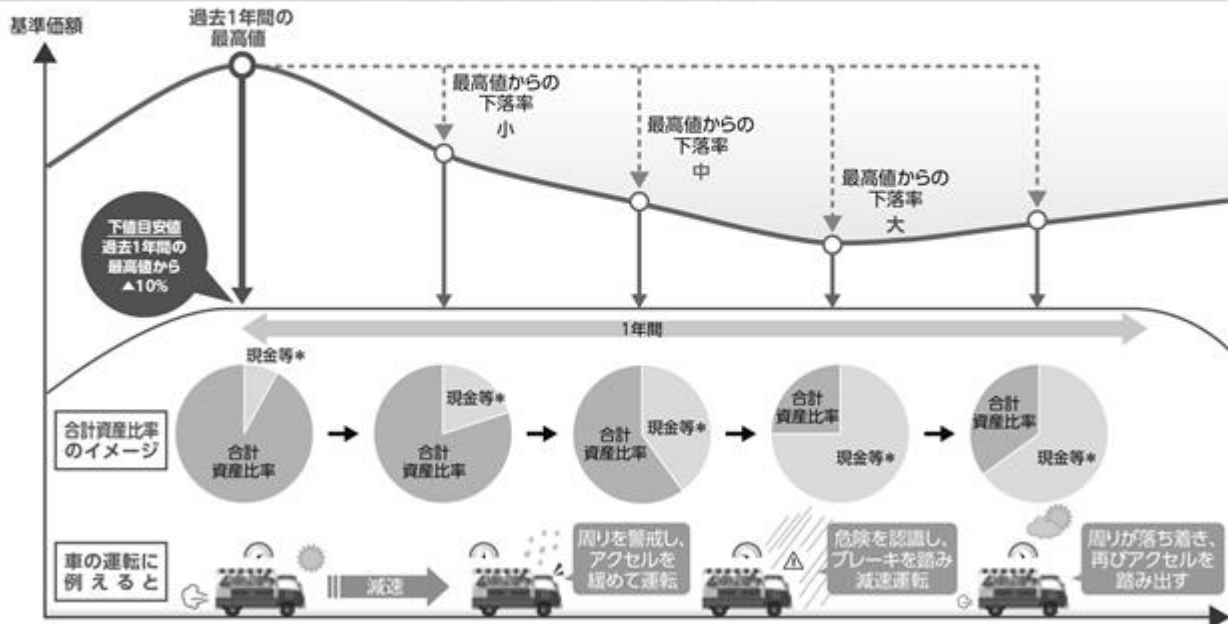 基準価額
過去1年間の
最高値
最高値からの
下落率
小
最高値からの
下落率
中
最高値からの
下落率
大
下値目安値
過去1年間の
最高値から
▲10%
1年間
合計資産比率
のイメージ
現金等*
合計
資産比率
現金等*
合計
資産比率
現金等*
合計
資産比率
合計
資産比率
現金等*
合計
資産比率
現金等*
車の運転に
例えると
減速
周りを警戒し、
アクセルを
緩めて運転
危険を認識し、
ブレーキを踏み
減速運転
周りが落ち着き、
再びアクセルを
踏み出す